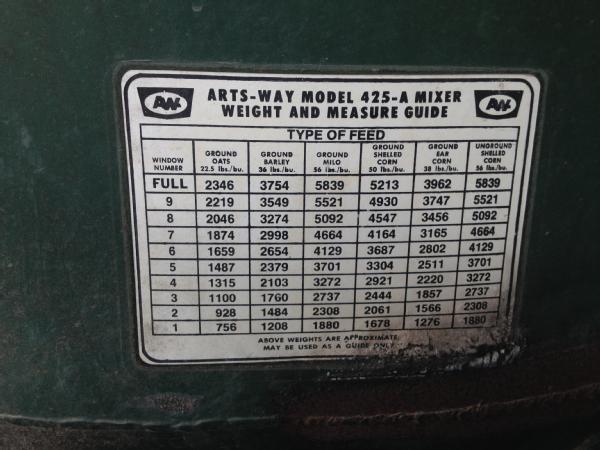 AW ARTS-WAY MODEL 425-A MIXER AW
WEIGHT AND MEASURE GUIDE
TYPE OF FEED
WINDOW NUMBER GROUND OATS 22.5 lbs./bu. GROUND BARLEY 36 lbs./bu. GROUND MILO 56 lbs./bu. GROUND SHELLED CORN 50 lbs./bu. GROUND EAR CORN 38 lbs./bu. UNGROUND SHELLED CORN 56 lbs./bu.
FULL 2346 3754 5839 5213 3962 5839
9 2219 3549 5521 4930 3747 5521
8 2046 3274 5092 4547 3456 5092
7 1874 2998 4664 4164 3165 4664
6 1659 2654 4129 3687 2802 4129
5 1487 2379 3701 3304 2511 3701
4 1315 2103 3272 2921 2220 3272
3 1100 1760 2737 2444 1857 2737
2 928 1484 2308 2061 1566 2308
1 756 1208 1880 1678 1276 1880
ABOVE WEIGHTS ARE APPROXIMATE
MAY BE USED AS A GUIDE ONLY